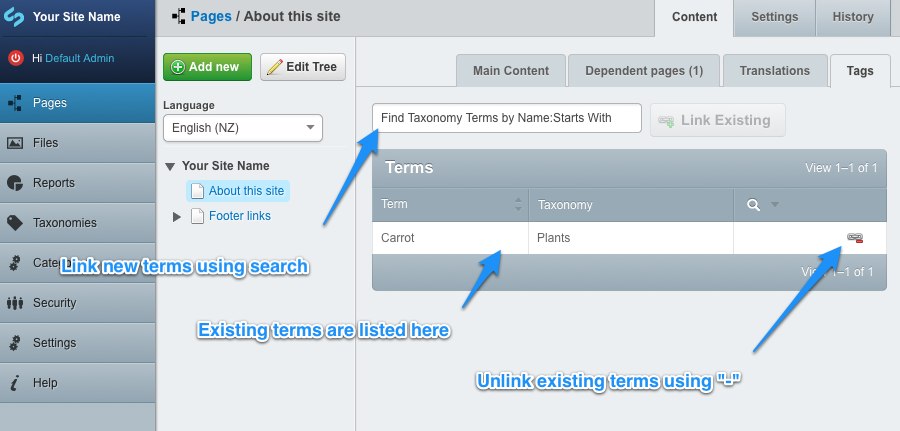 Your Site Name
Pages / About this site
Content
Settings
History
Hi Default Admin
Add new
Edit Tree
Main Content
Dependent pages (1)
Translations
Tags
Pages
Language
English (NZ)
Find Taxonomy Terms by Name:Starts With
Link Existing
Files
Your Site Name
Terms
View 1–1 of 1
Reports
About this site
Term
Taxonomy
Taxonomies
Footer links
Carrot
Plants
Categ
Link new terms using search
View 1–1 of 1
Security
Existing terms are listed here
Settings
Unlink existing terms using "-"
Help